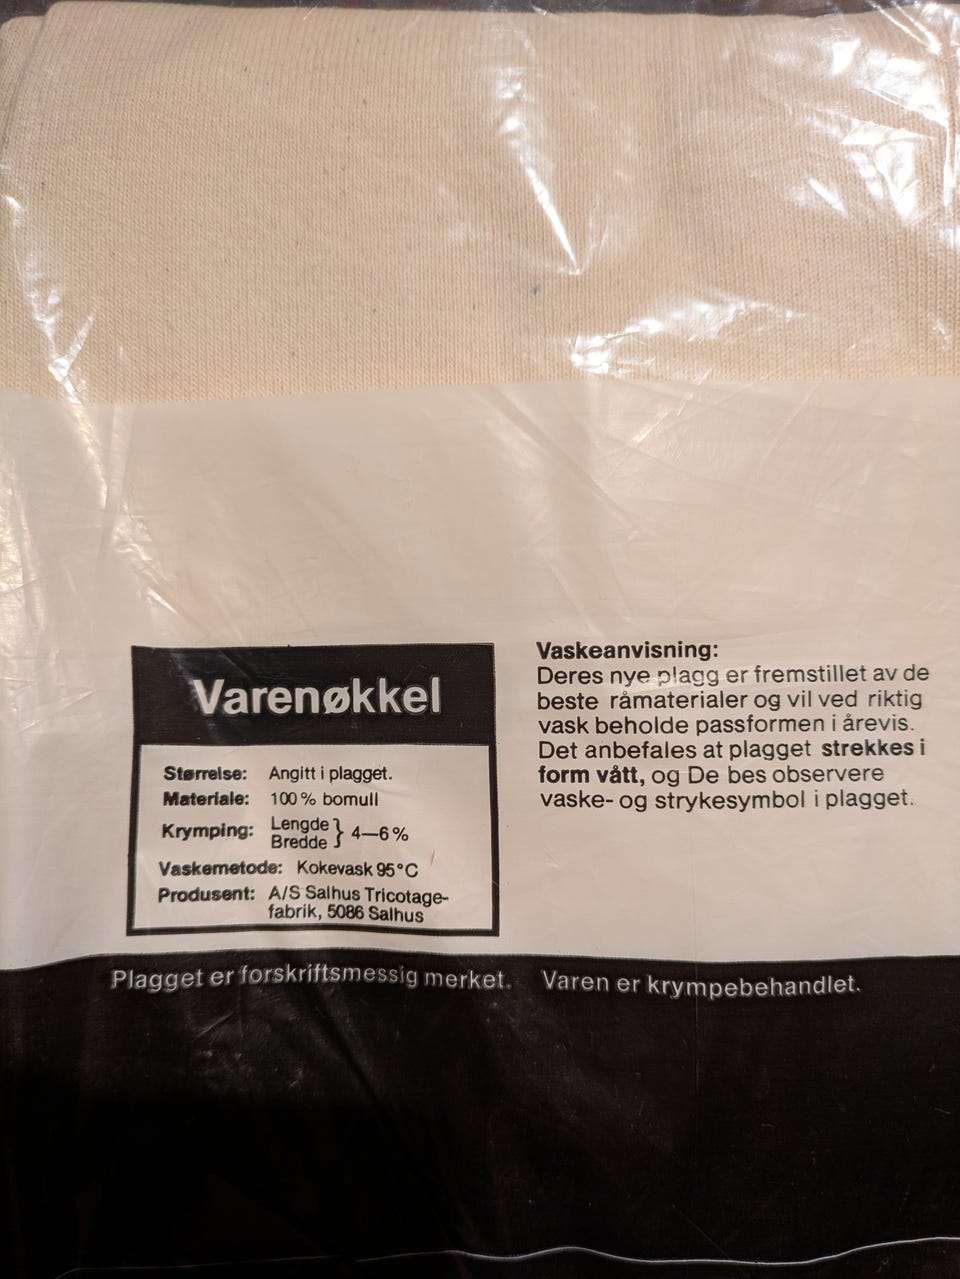 Varenøkkel
Størrelse: Angitt i plagget.
Materiale: 100 % bomull
Krymping: Lengde } 4—6 %
Bredde
Vaskemetode: Kokevask 95°C
Produsent: A/S Salhus Tricotage-
fabrik, 5086 Salhus
Vaskeanvisning:
Deres nye plagg er fremstillet av de
beste råmaterialer og vil ved riktig
vask beholde passformen i årevis.
Det anbefales at plagget strekkes i
form vått, og De bes observere
vaske- og strykesymbol i plagget.
Plagget er forskriftsmessig merket. Varen er krympebehandlet.